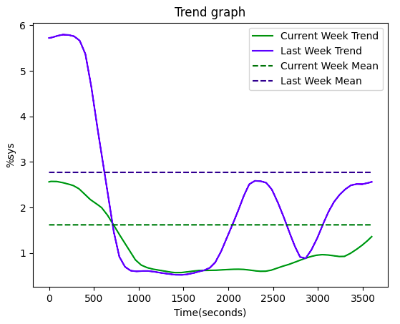 Trend graph
Current Week Trend
Last Week Trend
Current Week Mean
Last Week Mean
%sys
6
5
4
3
2
1
0
500
1000
1500
2000
2500
3000
3500
Time(seconds)